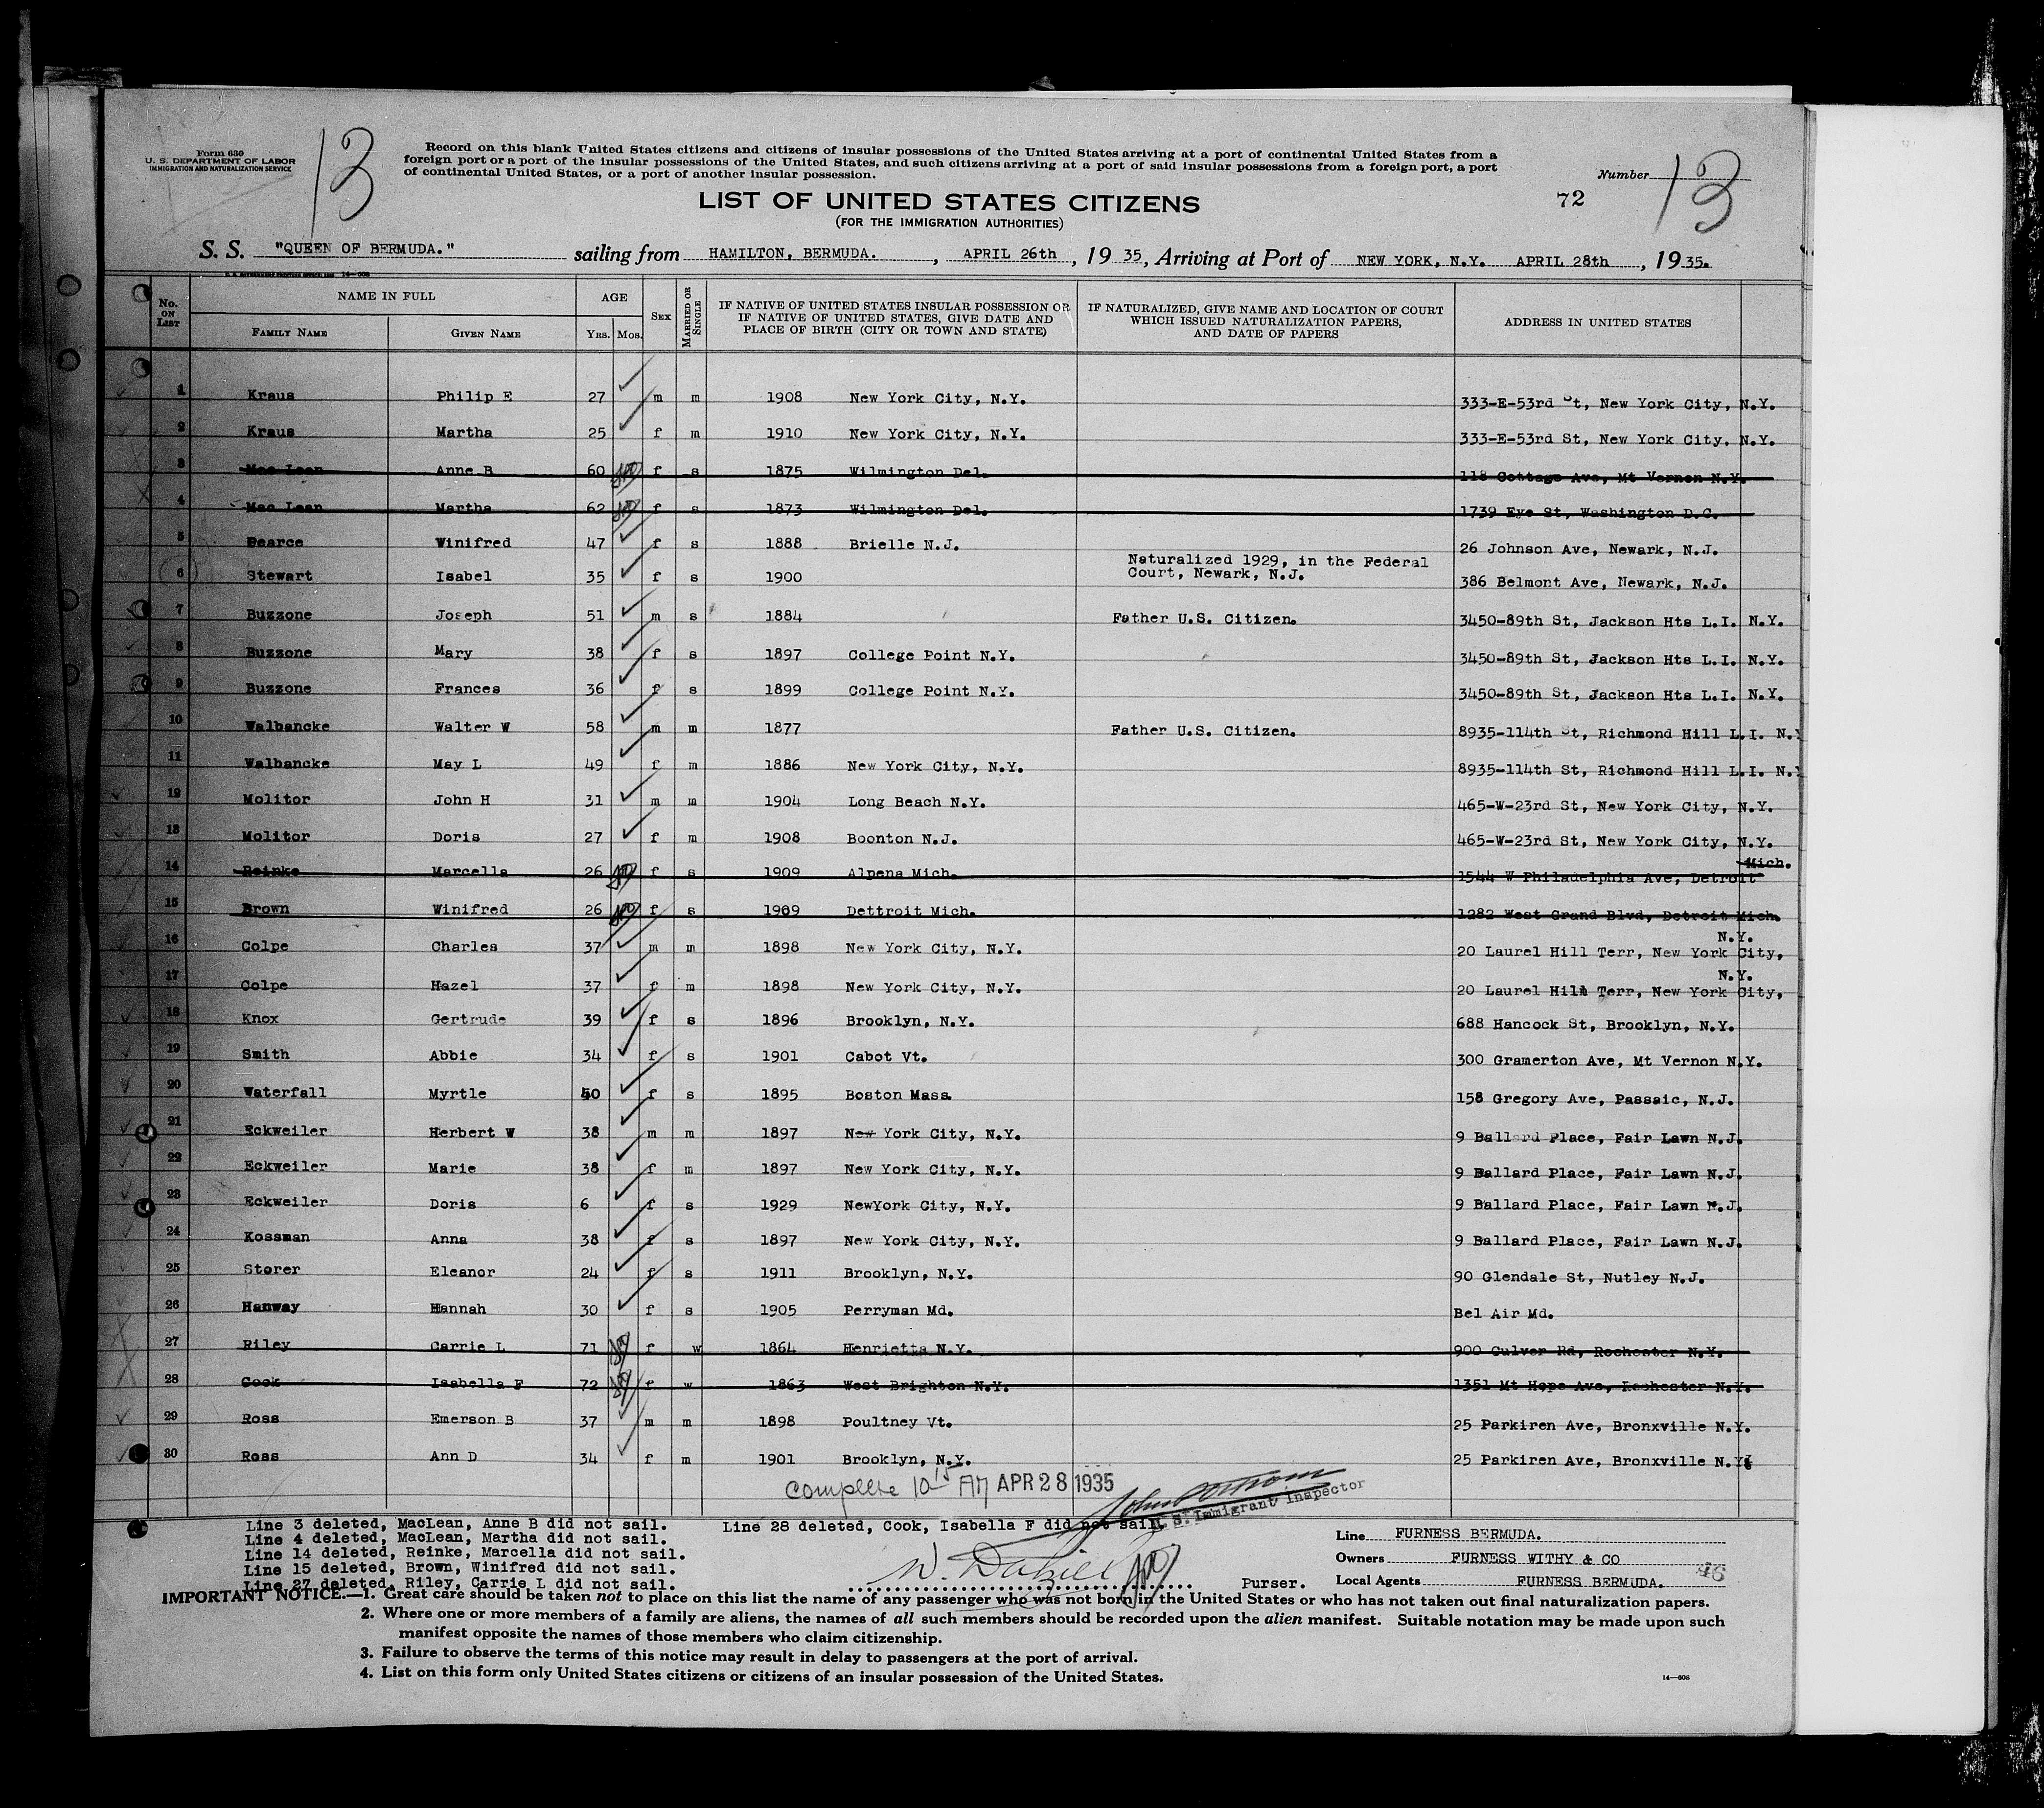 Form 630
U. S. DEPARTMENT OF LABOR
IMMIGRATION AND NATURALIZATION SERVICE
13
Record on this blank United States citizens and citizens of insular possessions of the United States arriving at a port of continental United States from a
foreign port or a port of the insular possessions of the United States, and such citizens arriving at a port of said insular possessions from a foreign port, a port
of continental United States, or a port of another insular possession.
Number 13
72
LIST OF UNITED STATES CITIZENS
(FOR THE IMMIGRATION AUTHORITIES)
S. S. "QUEEN OF BERMUDA." sailing from HAMILTON, BERMUDA. , APRIL 26th , 19 35, Arriving at Port of NEW YORK, N.Y. APRIL 28th , 19 35.
No. ON LIST NAME IN FULL FAMILY NAME GIVEN NAME AGE YRS. MOS. SEX MARRIED OR SINGLE IF NATIVE OF UNITED STATES INSULAR POSSESSION OR IF NATIVE OF UNITED STATES, GIVE DATE AND PLACE OF BIRTH (CITY OR TOWN AND STATE) IF NATURALIZED, GIVE NAME AND LOCATION OF COURT WHICH ISSUED NATURALIZATION PAPERS, AND DATE OF PAPERS ADDRESS IN UNITED STATES
1 Kraus Philip E 27 m m 1908 New York City, N.Y. 333-E-53rd St, New York City, N.Y.
2 Kraus Martha 25 f m 1910 New York City, N.Y. 333-E-53rd St, New York City, N.Y.
3 Mac Lean Anne B 60 f s 1875 Wilmington Del. 118 Cottage Ave, Mt Vernon N.Y.
4 Mac Lean Martha 62 f s 1873 Wilmington Del. 1739 Eye St, Washington D.C.
5 Pearce Winifred 47 f s 1888 Brielle N.J. 26 Johnson Ave, Newark, N.J.
6 Stewart Isabel 35 f s 1900 Naturalized 1929, in the Federal Court, Newark, N.J. 386 Belmont Ave, Newark, N.J.
7 Buzzone Joseph 51 m s 1884 Father U.S. Citizen. 3450-89th St, Jackson Hts L.I. N.Y.
8 Buzzone Mary 38 f s 1897 College Point N.Y. 3450-89th St, Jackson Hts L.I. N.Y.
9 Buzzone Frances 36 f s 1899 College Point N.Y. 3450-89th St, Jackson Hts L.I. N.Y.
10 Walbancke Walter W 58 m m 1877 Father U.S. Citizen. 8935-114th St, Richmond Hill L.I. N.Y
11 Walbancke May L 49 f m 1886 New York City, N.Y. 8935-114th St, Richmond Hill L.I. N.Y
12 Molitor John H 31 m m 1904 Long Beach N.Y. 465-W-23rd St, New York City, N.Y.
13 Molitor Doris 27 f m 1908 Boonton N.J. 465-W-23rd St, New York City, N.Y.
14 Reinke Marcella 26 f s 1909 Alpena Mich. 1544 W Philadelphia Ave, Detroit Mich.
15 Brown Winifred 26 f s 1909 Dettroit Mich. 1282 West Grand Blvd, Detroit Mich.
16 Colpe Charles 37 m m 1898 New York City, N.Y. 20 Laurel Hill Terr, New York City, N.Y.
17 Colpe Hazel 37 f m 1898 New York City, N.Y. 20 Laurel Hill Terr, New York City, N.Y.
18 Knox Gertrude 39 f s 1896 Brooklyn, N.Y. 688 Hancock St, Brooklyn, N.Y.
19 Smith Abbie 34 f s 1901 Cabot Vt. 300 Gramerton Ave, Mt Vernon N.Y.
20 Waterfall Myrtle 40 f s 1895 Boston Mass. 158 Gregory Ave, Passaic, N.J.
21 Eckweiler Herbert W 38 m m 1897 New York City, N.Y. 9 Ballard Place, Fair Lawn N.J.
22 Eckweiler Marie 38 f m 1897 New York City, N.Y. 9 Ballard Place, Fair Lawn N.J.
23 Eckweiler Doris 6 f s 1929 NewYork City, N.Y. 9 Ballard Place, Fair Lawn N.J.
24 Kossman Anna 38 f s 1897 New York City, N.Y. 9 Ballard Place, Fair Lawn N.J.
25 Storer Eleanor 24 f s 1911 Brooklyn, N.Y. 90 Glendale St, Nutley N.J.
26 Hanway Hannah 30 f s 1905 Perryman Md. Bel Air Md.
27 Riley Carrie L 71 f w 1864 Henrietta N.Y. 900 Culver Rd, Rochester N.Y.
28 Cook Isabella F 72 f w 1863 West Brighton N.Y. 1351 Mt Hope Ave, Rochester N.Y.
29 Ross Emerson B 37 m m 1898 Poultney Vt. 25 Parkiren Ave, Bronxville N.Y.
30 Ross Ann D 34 f m 1901 Brooklyn, N.Y. 25 Parkiren Ave, Bronxville N.Y.
Complete 10 15 AM APR 28 1935
U. S. Immigrant Inspector
Line 3 deleted, MacLean, Anne B did not sail.
Line 4 deleted, MacLean, Martha did not sail.
Line 14 deleted, Reinke, Marcella did not sail.
Line 15 deleted, Brown, Winifred did not sail.
Line 27 deleted, Riley, Carrie L did not sail.
Line 28 deleted, Cook, Isabella F did not sail.
Purser.
Line FURNESS BERMUDA.
Owners FURNESS WITHY & CO
Local Agents FURNESS BERMUDA.
IMPORTANT NOTICE.—1. Great care should be taken not to place on this list the name of any passenger who was not born in the United States or who has not taken out final naturalization papers.
2. Where one or more members of a family are aliens, the names of all such members should be recorded upon the alien manifest. Suitable notation may be made upon such
manifest opposite the names of those members who claim citizenship.
3. Failure to observe the terms of this notice may result in delay to passengers at the port of arrival.
4. List on this form only United States citizens or citizens of an insular possession of the United States.
14—608